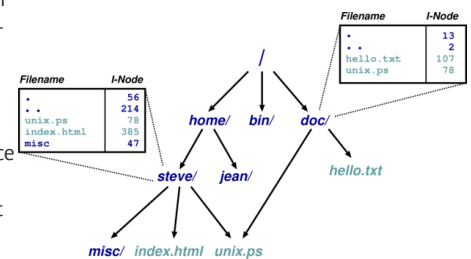 Filename I-Node
. 13
. . 2
hello.txt 107
unix.ps 78
/
Filename I-Node
. 56
. . 214
unix.ps 78
index.html 385
misc 47
home/ bin/ doc/
steve/ jean/
hello.txt
misc/ index.html unix.ps